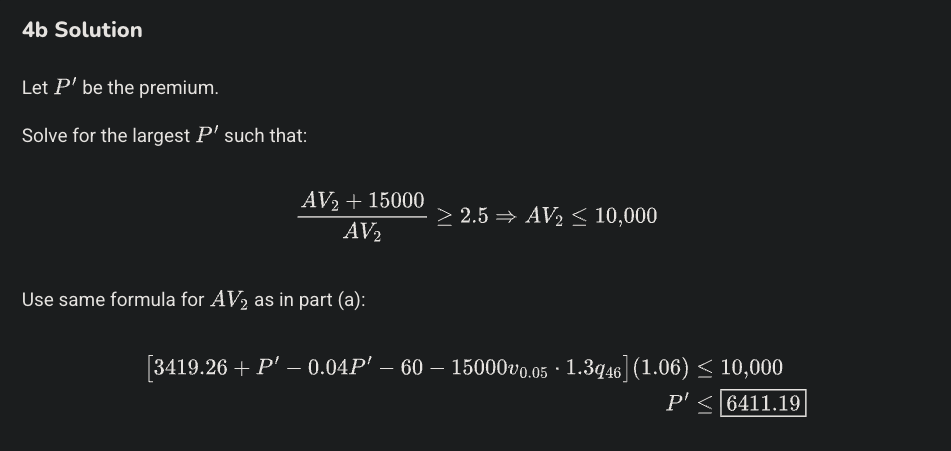 4b Solution
Let P′ be the premium.
Solve for the largest P′ such that:
(AV₂ + 15000) / AV₂ ≥ 2.5 ⇒ AV₂ ≤ 10,000
Use same formula for AV₂ as in part (a):
[3419.26 + P′ − 0.04P′ − 60 − 15000v₀.₀₅ · 1.3q₄₆](1.06) ≤ 10,000
P′ ≤ 6411.19